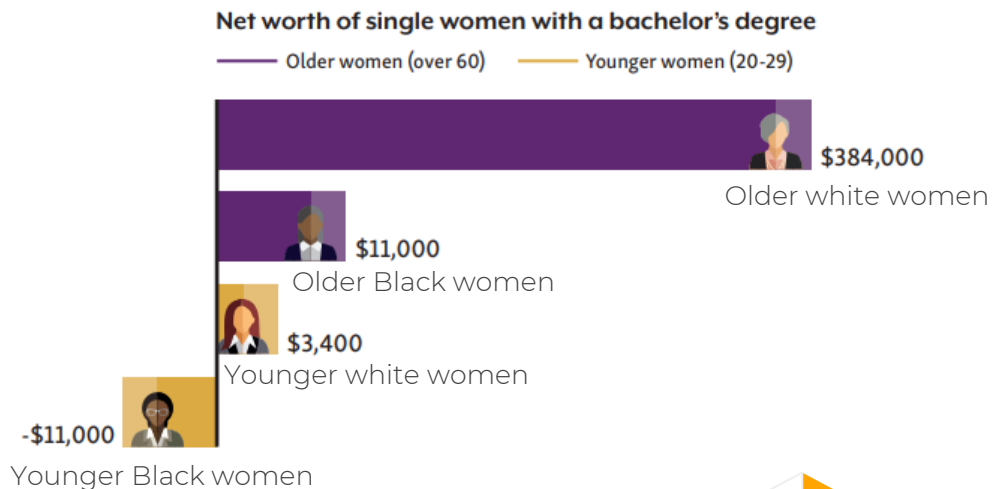 Net worth of single women with a bachelor's degree
Older women (over 60) Younger women (20-29)
$384,000
Older white women
$11,000
Older Black women
$3,400
Younger white women
-$11,000
Younger Black women